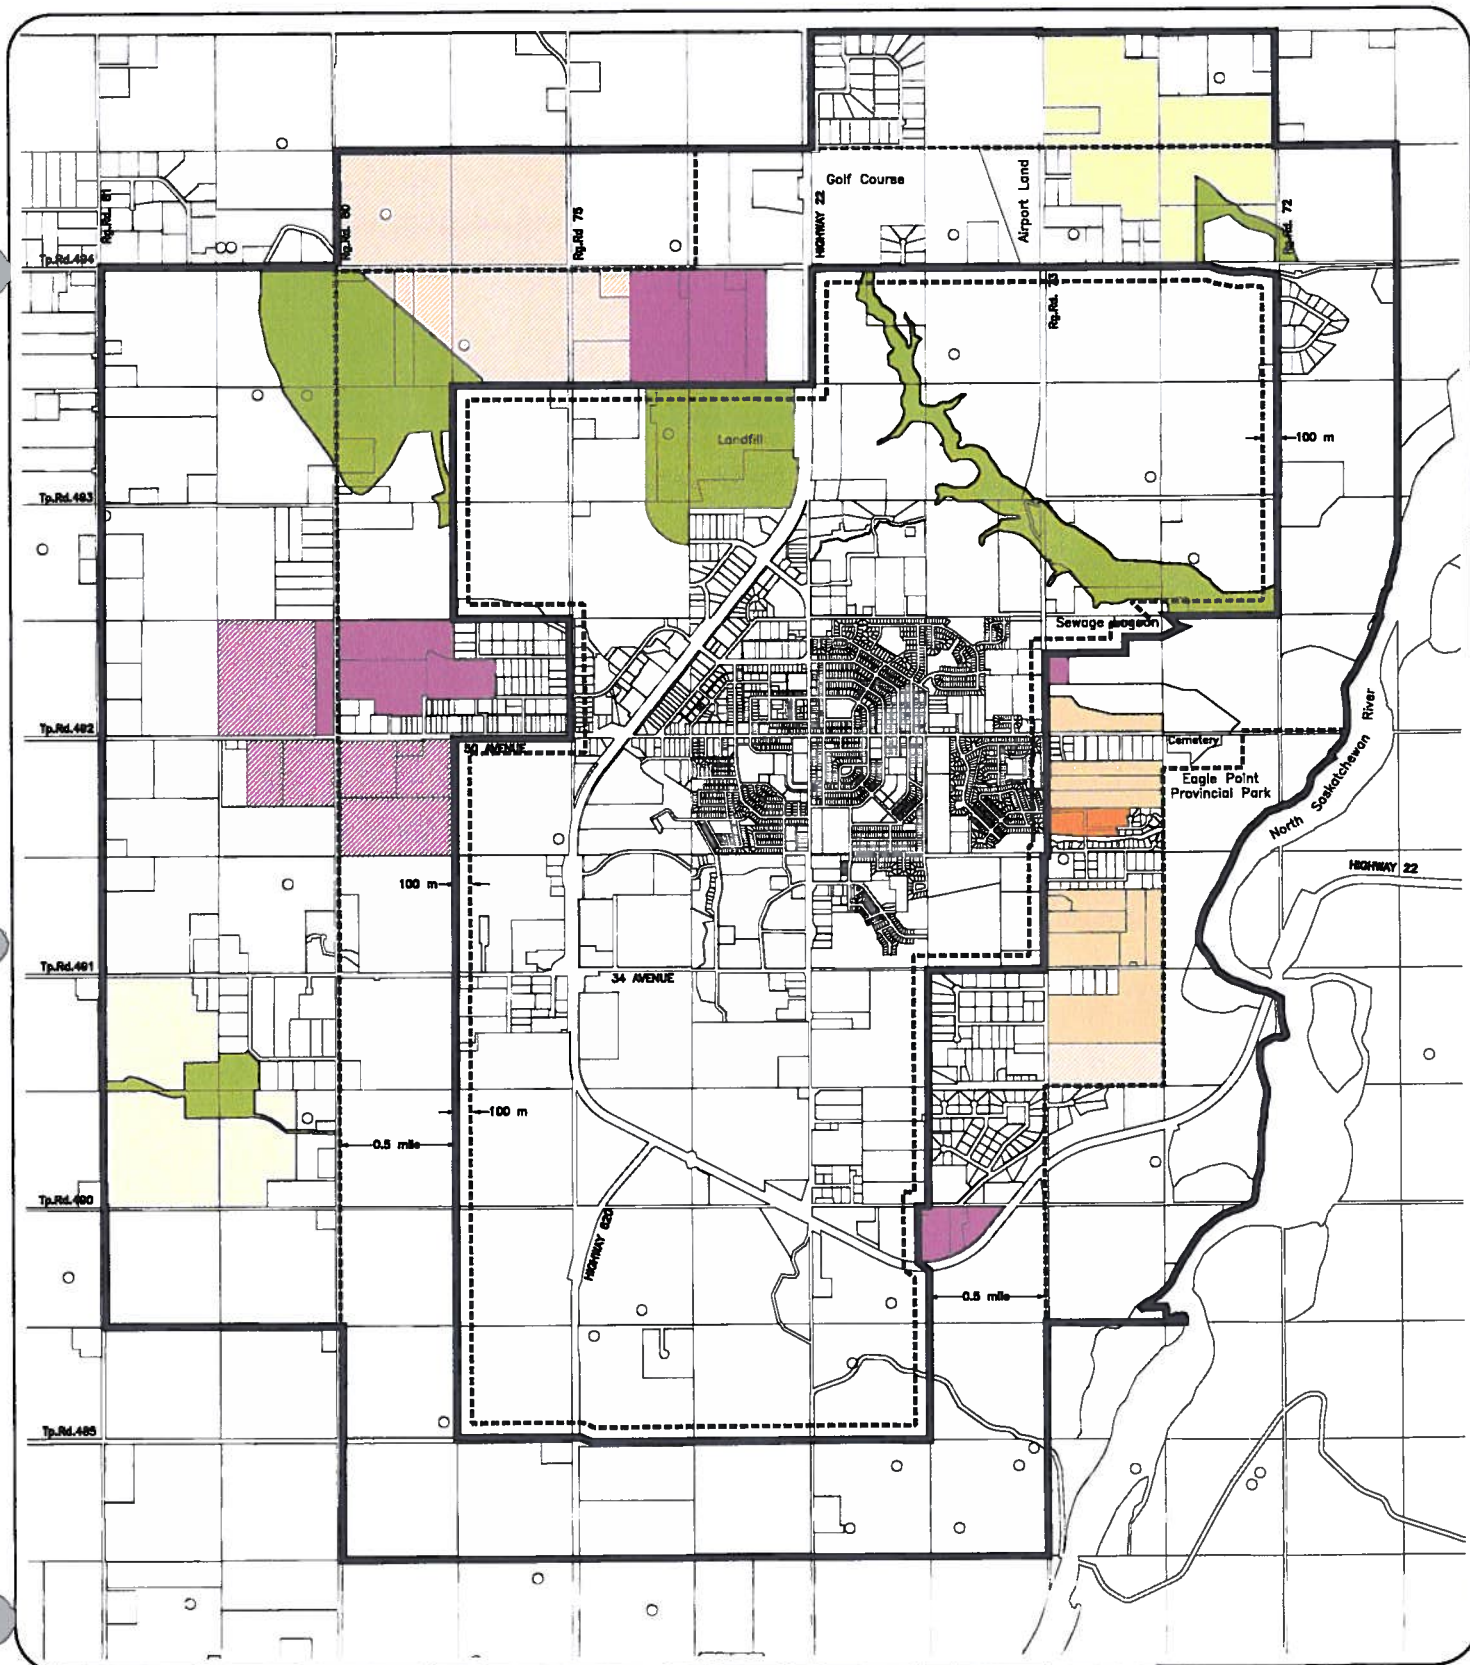 Golf Course
Airport Land
HIGHWAY 22
Rg.Rd. 81
Rg.Rd. 80
Rg.Rd 75
Rg.Rd. 72
Tp.Rd.494
Rg.Rd. 73
Landfill
100 m
Tp.Rd.493
Sewage Lagoon
Tp.Rd.492
50 AVENUE
Cemetery
Eagle Point
Provincial Park
North Saskatchewan River
HIGHWAY 22
100 m
Tp.Rd.491
34 AVENUE
100 m
0.5 mile
Tp.Rd.490
HIGHWAY 620
0.5 mile
Tp.Rd.485